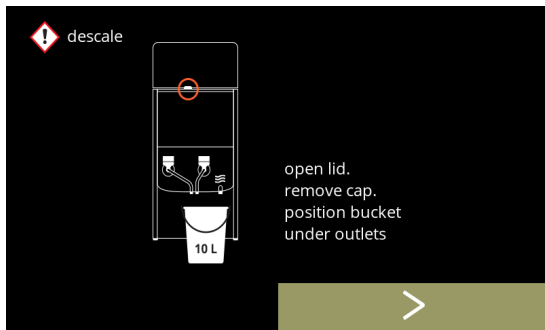 descale
open lid.
remove cap.
position bucket
under outlets
10 L